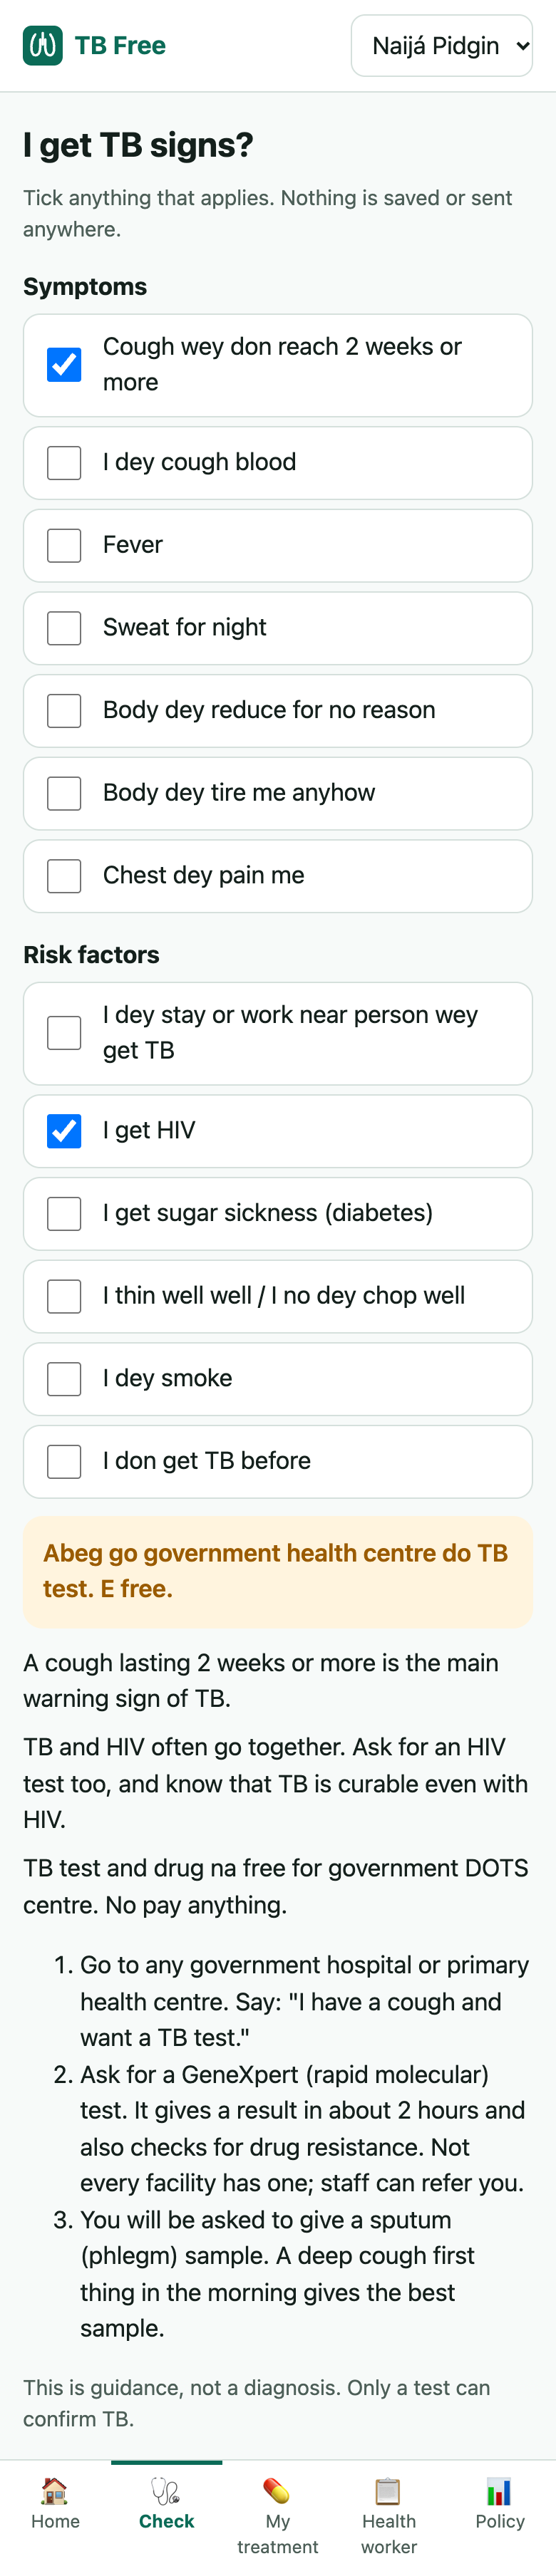 TB Free
Naijá Pidgin
I get TB signs?
Tick anything that applies. Nothing is saved or sent
anywhere.
Symptoms
Cough wey don reach 2 weeks or
more
I dey cough blood
Fever
Sweat for night
Body dey reduce for no reason
Body dey tire me anyhow
Chest dey pain me
Risk factors
I dey stay or work near person wey
get TB
I get HIV
I get sugar sickness (diabetes)
I thin well well / I no dey chop well
I dey smoke
I don get TB before
Abeg go government health centre do TB
test. E free.
A cough lasting 2 weeks or more is the main
warning sign of TB.
TB and HIV often go together. Ask for an HIV
test too, and know that TB is curable even with
HIV.
TB test and drug na free for government DOTS
centre. No pay anything.
1. Go to any government hospital or primary
health centre. Say: "I have a cough and
want a TB test."
2. Ask for a GeneXpert (rapid molecular)
test. It gives a result in about 2 hours and
also checks for drug resistance. Not
every facility has one; staff can refer you.
3. You will be asked to give a sputum
(phlegm) sample. A deep cough first
thing in the morning gives the best
sample.
This is guidance, not a diagnosis. Only a test can
confirm TB.
Home
Check
My
treatment
Health
worker
Policy